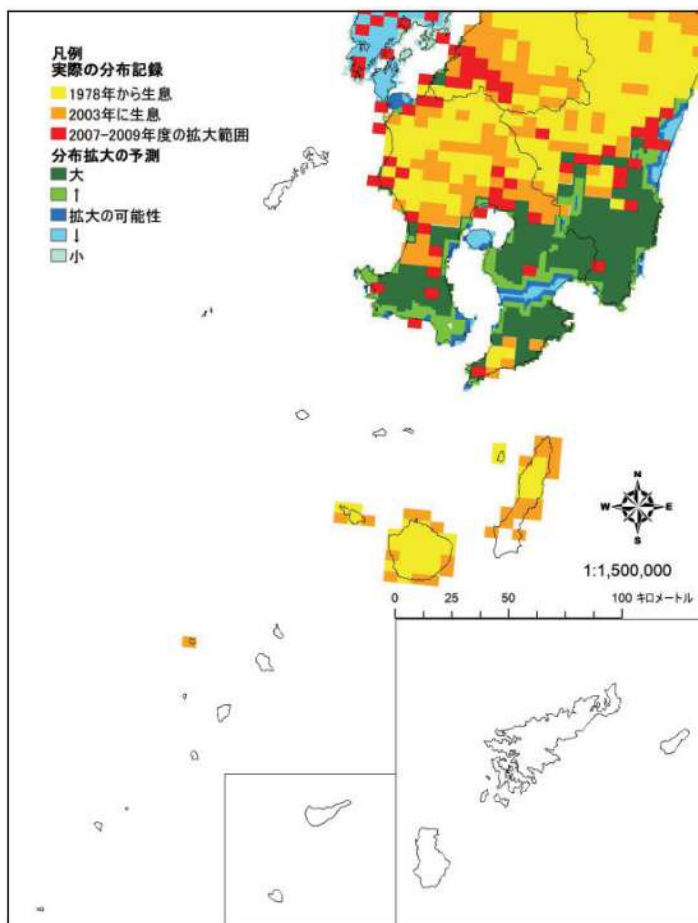 凡例
実際の分布記録
1978年から生息
2003年に生息
2007-2009年度の拡大範囲
分布拡大の予測
大
↑
拡大の可能性
↓
小
N
W E
S
1:1,500,000
0 25 50 100 キロメートル